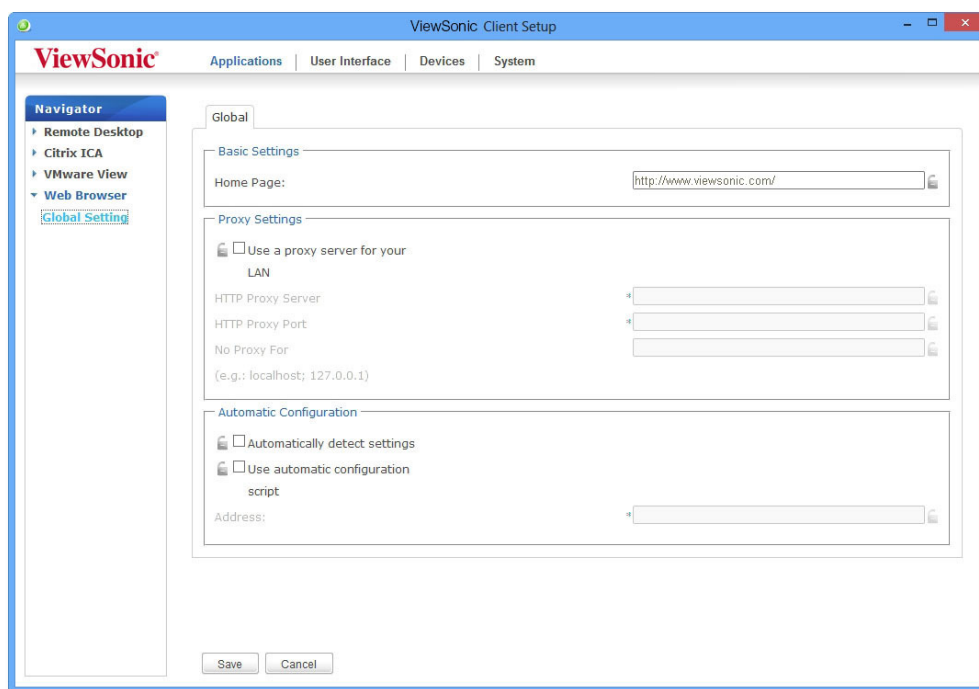 ViewSonic Client Setup
ViewSonic®
Applications | User Interface | Devices | System
Navigator
Remote Desktop
Citrix ICA
VMware View
Web Browser
Global Setting
Global
Basic Settings
Home Page:
http://www.viewsonic.com/
Proxy Settings
Use a proxy server for your
LAN
HTTP Proxy Server
*
HTTP Proxy Port
*
No Proxy For
(e.g.: localhost; 127.0.0.1)
Automatic Configuration
Automatically detect settings
Use automatic configuration
script
Address:
*
Save
Cancel